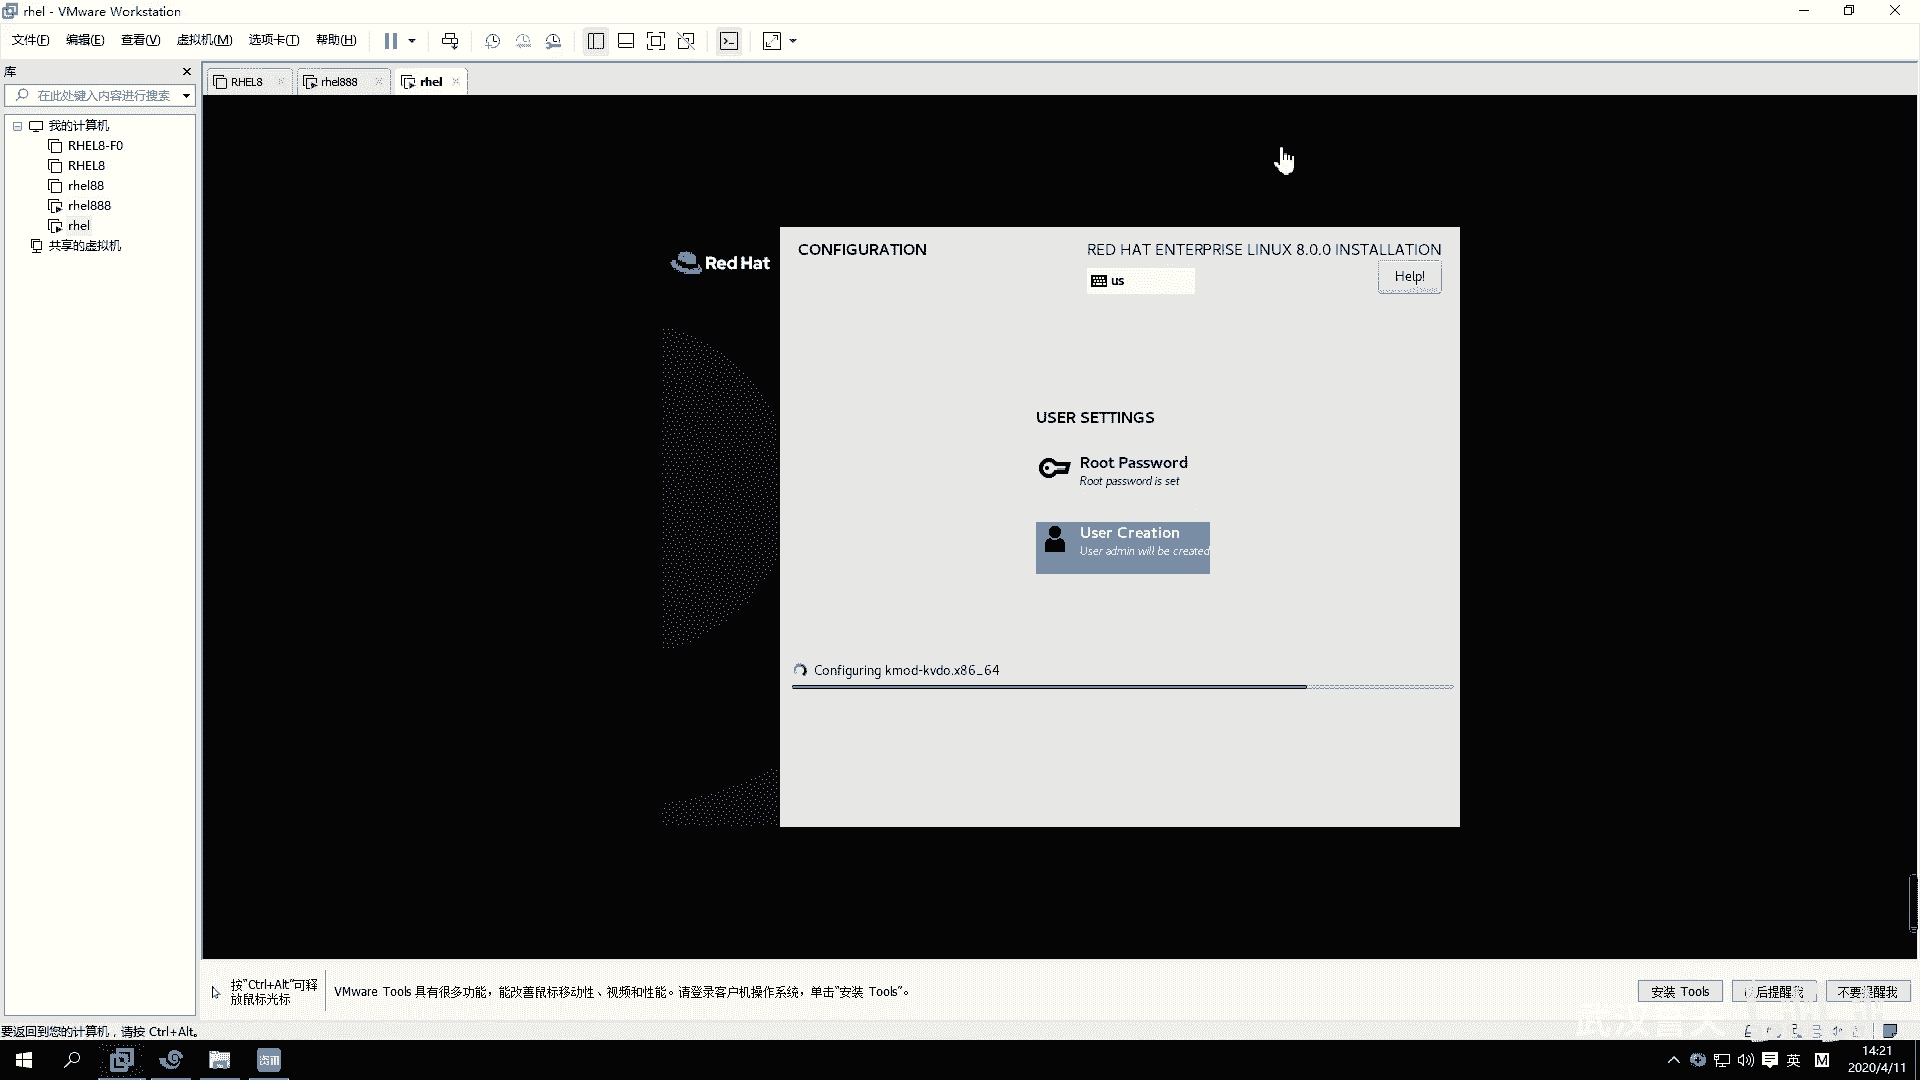 rhel - VMware Workstation
文件(F) 编辑(E) 查看(V) 虚拟机(M) 选项卡(T) 帮助(H)
库
在此处键入内容进行搜索
我的计算机
RHEL8-F0
RHEL8
rhel88
rhel888
rhel
共享的虚拟机
RHEL8
rhel888
rhel
Red Hat
CONFIGURATION
RED HAT ENTERPRISE LINUX 8.0.0 INSTALLATION
us
Help!
USER SETTINGS
Root Password
Root password is set
User Creation
User admin will be created
Configuring kmod-kvdo.x86_64
按"Ctrl+Alt"可释
放鼠标光标
VMware Tools 具有很多功能，能改善鼠标移动性、视频和性能。请登录客户机操作系统，单击"安装 Tools"。
安装 Tools
后提醒我
不要提醒我
要返回到您的计算机，请按 Ctrl+Alt。
英
M
14:21
2020/4/11